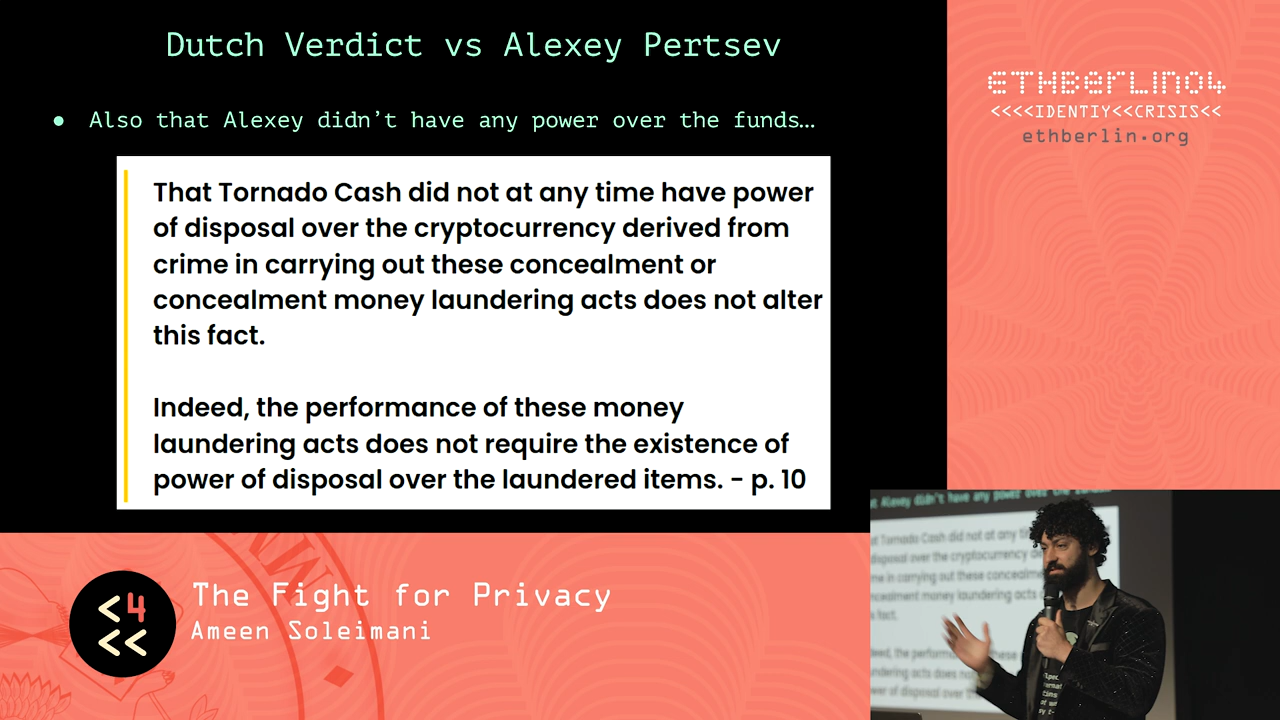 Dutch Verdict vs Alexey Pertsev
● Also that Alexey didn't have any power over the funds…
That Tornado Cash did not at any time have power
of disposal over the cryptocurrency derived from
crime in carrying out these concealment or
concealment money laundering acts does not alter
this fact.
Indeed, the performance of these money
laundering acts does not require the existence of
power of disposal over the laundered items. - p. 10
ETHBerlin04
<<<<IDENTIY<<CRISIS<<
ethberlin.org
<4
<<
The Fight for Privacy
Ameen Soleimani